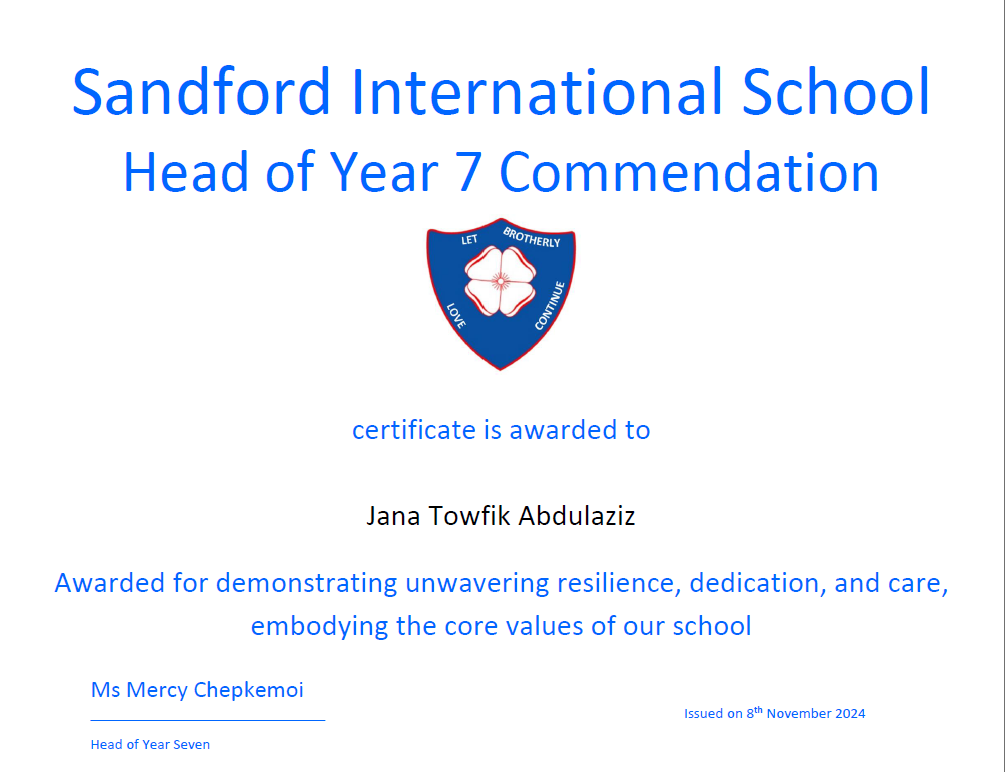 Sandford International School
Head of Year 7 Commendation
LET BROTHERLY
LOVE CONTINUE
certificate is awarded to
Jana Towfik Abdulaziz
Awarded for demonstrating unwavering resilience, dedication, and care,
embodying the core values of our school
Ms Mercy Chepkemoi
Issued on 8th November 2024
Head of Year Seven